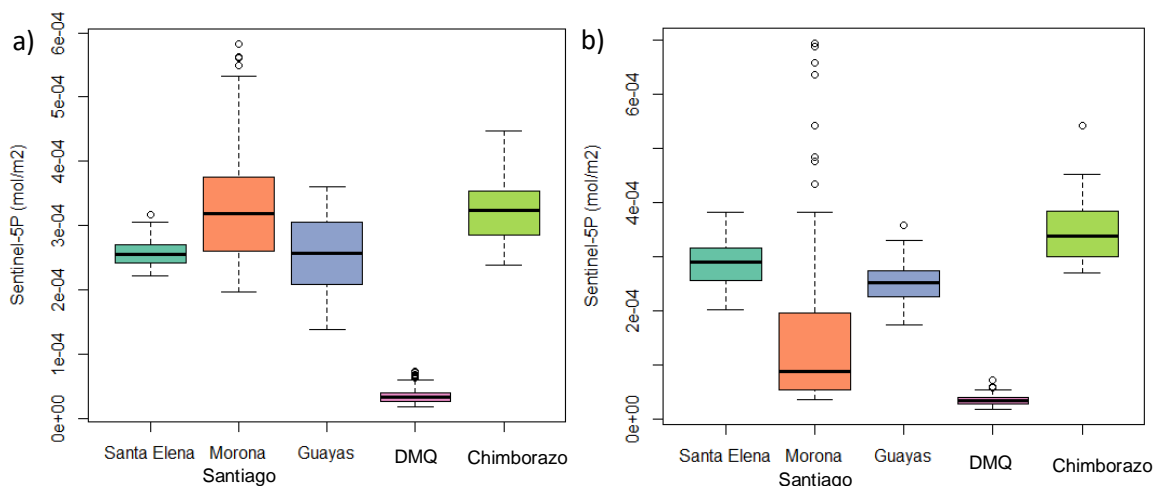 a)
Sentinel-5P (mol/m2)
6e-04
5e-04
4e-04
3e-04
2e-04
1e-04
0e+00
Santa Elena
Morona
Santiago
Guayas
DMQ
Chimborazo
b)
Sentinel-5P (mol/m2)
6e-04
4e-04
2e-04
0e+00
Santa Elena
Morona
Santiago
Guayas
DMQ
Chimborazo